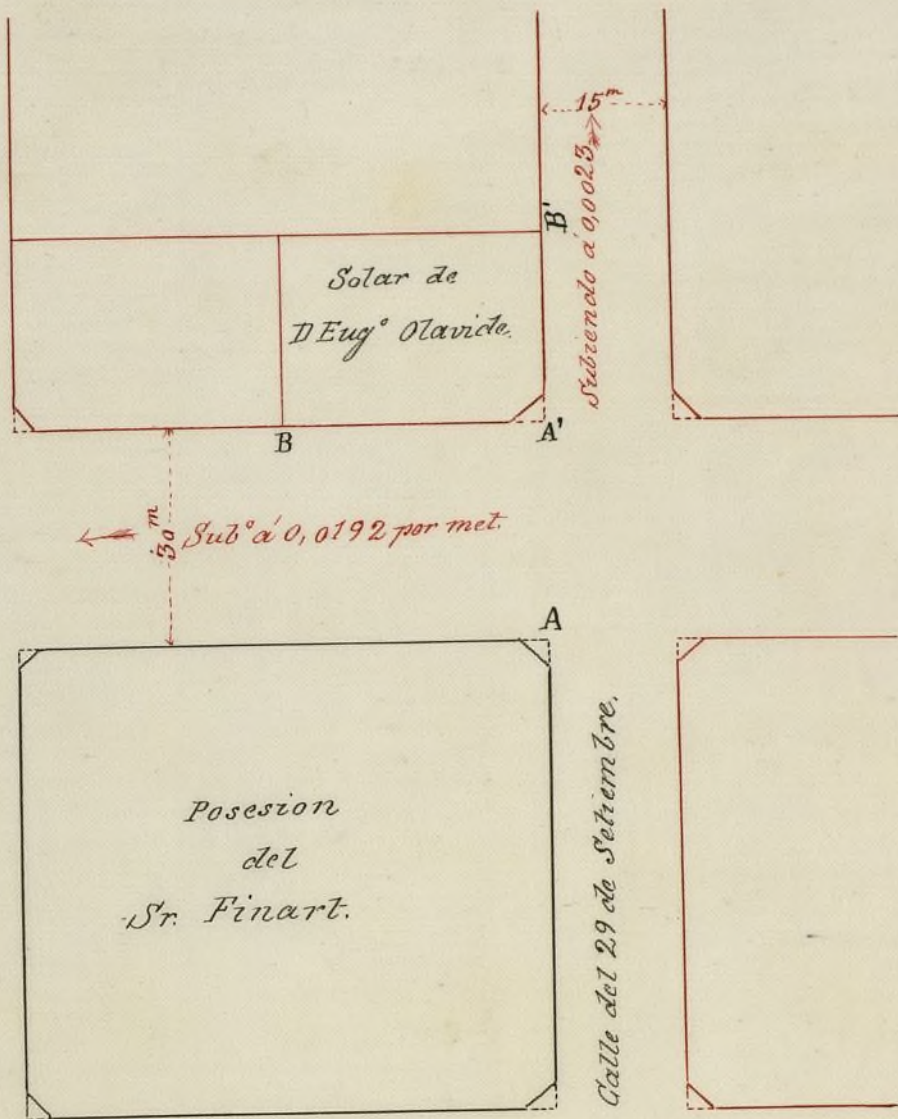 15ᵐ
Subiendo á 0,0023
B'
Solar de
D Eugº Olavide.
B
A'
30ᵐ
Subº á 0,0192 por met.
A
Posesion
del
Sr. Finart.
Calle del 29 de Setiembre.